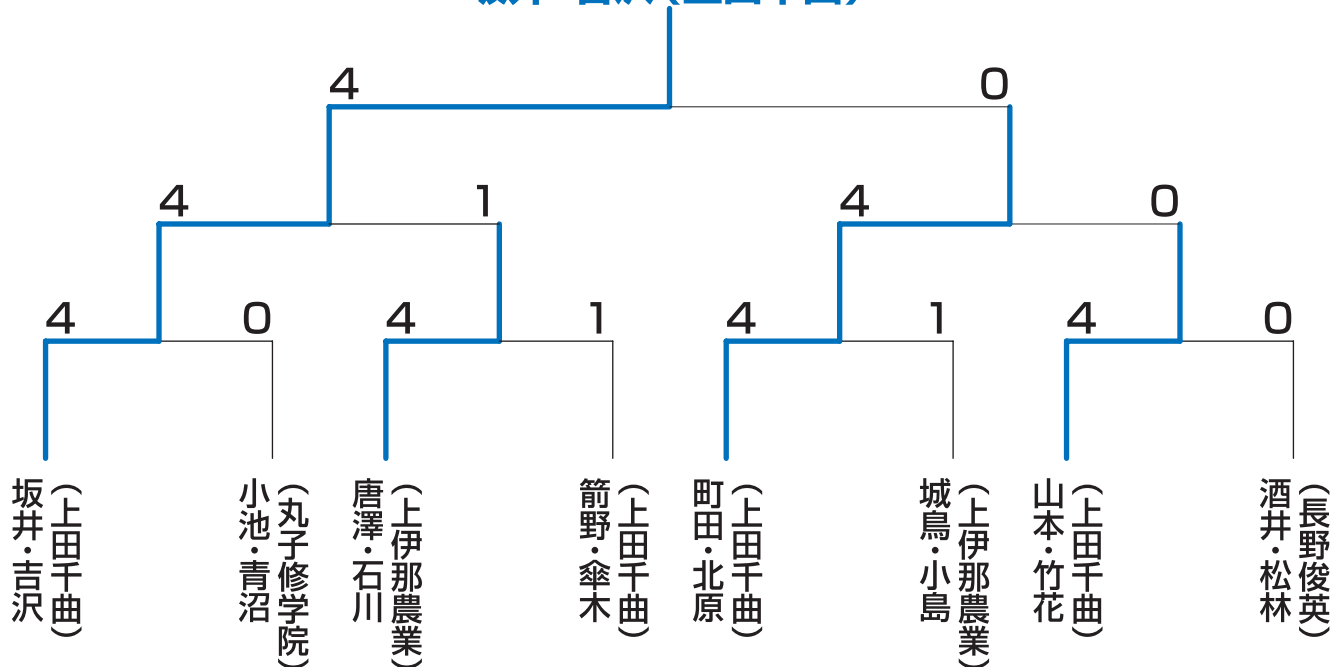 4
0
4
1
4
0
4
0
4
1
4
1
4
0
坂井・吉沢
(上田千曲)
小池・青沼
(丸子修学院)
唐澤・石川
(上伊那農業)
箭野・傘木
(上田千曲)
町田・北原
(上田千曲)
城鳥・小島
(上伊那農業)
山本・竹花
(上田千曲)
酒井・松林
(長野俊英)